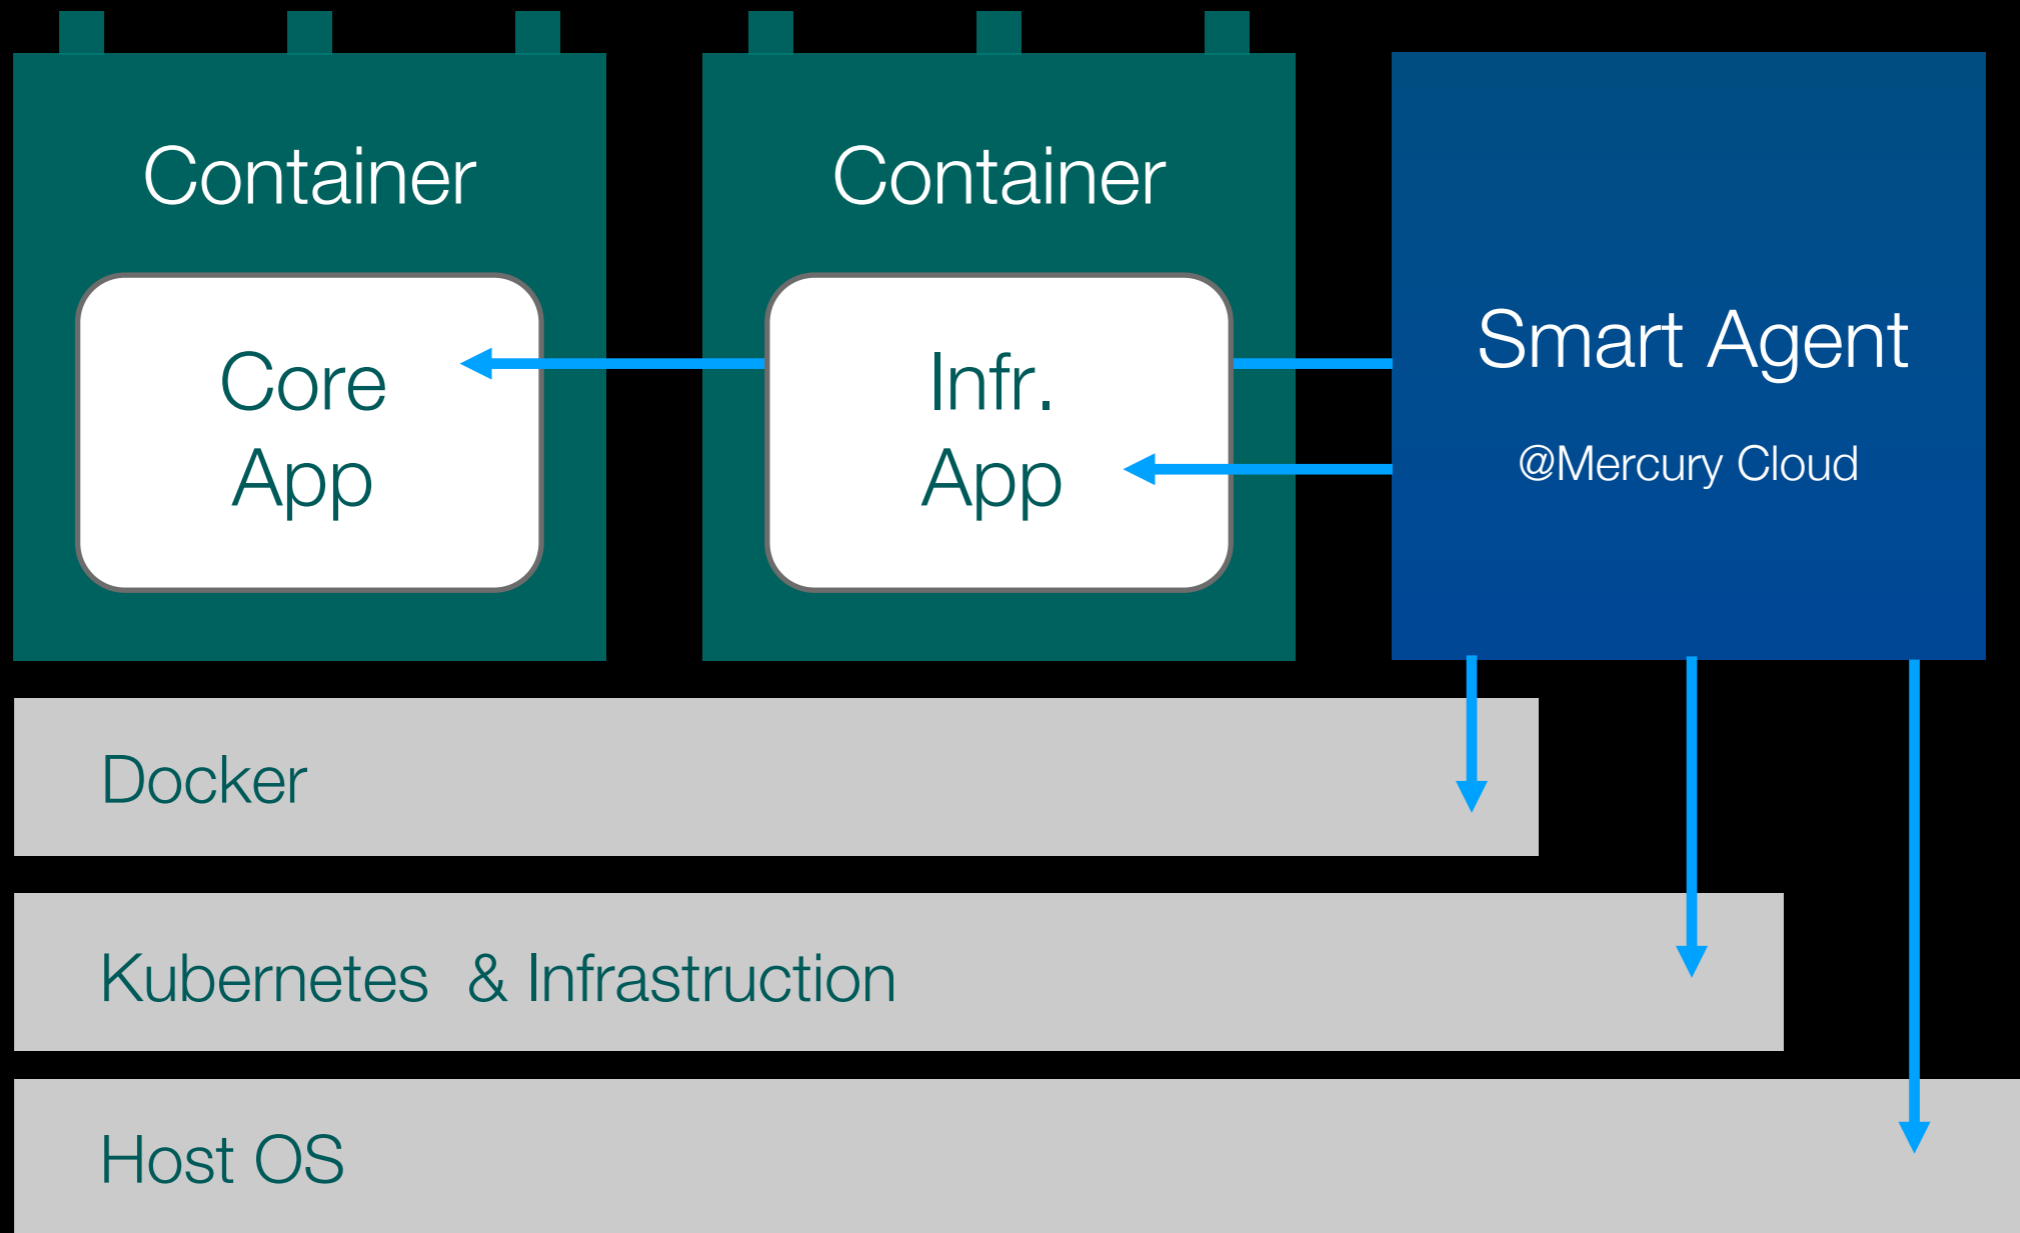 Container
Core
App
Container
Infr.
App
Smart Agent
@Mercury Cloud
Docker
Kubernetes & Infrastruction
Host OS